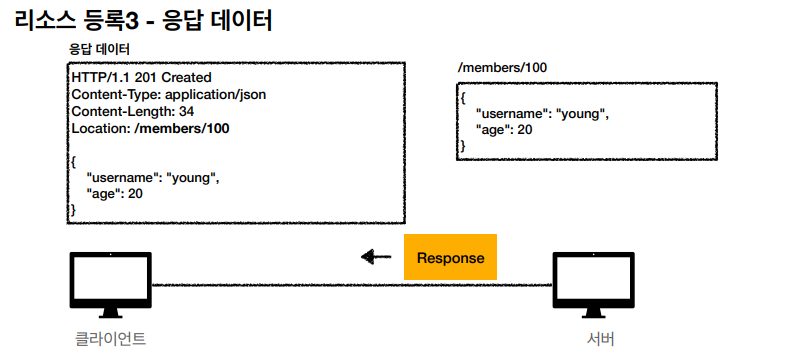 리소스 등록3 - 응답 데이터
응답 데이터
HTTP/1.1 201 Created
Content-Type: application/json
Content-Length: 34
Location: /members/100
{
"username": "young",
"age": 20
}
/members/100
{
"username": "young",
"age": 20
}
Response
클라이언트
서버